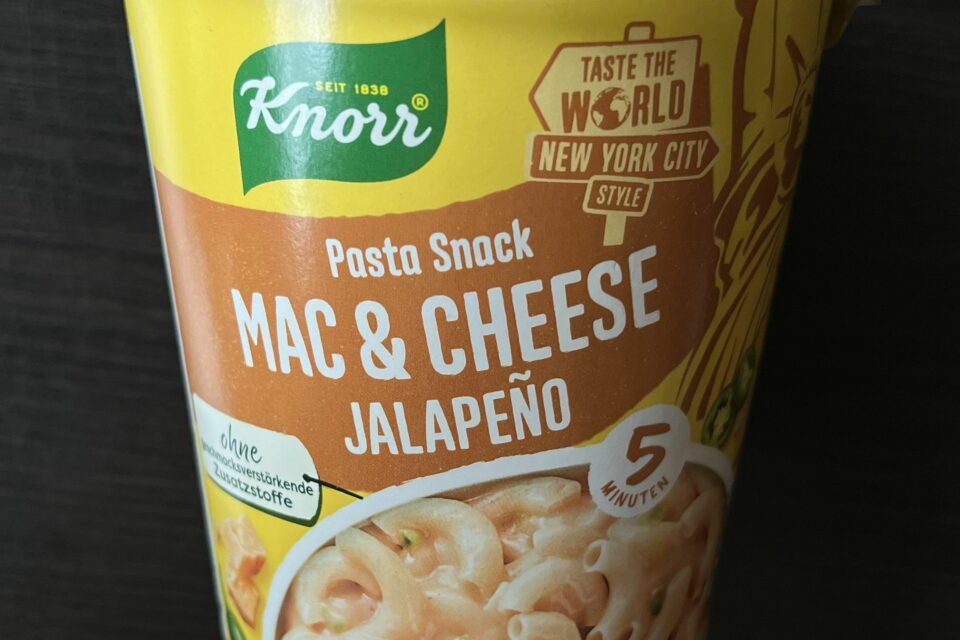 SEIT 1838
Knorr®
TASTE THE
WORLD
NEW YORK CITY
STYLE
Pasta Snack
MAC & CHEESE
JALAPEÑO
ohne
geschmacksverstärkende
Zusatzstoffe
5
MINUTEN